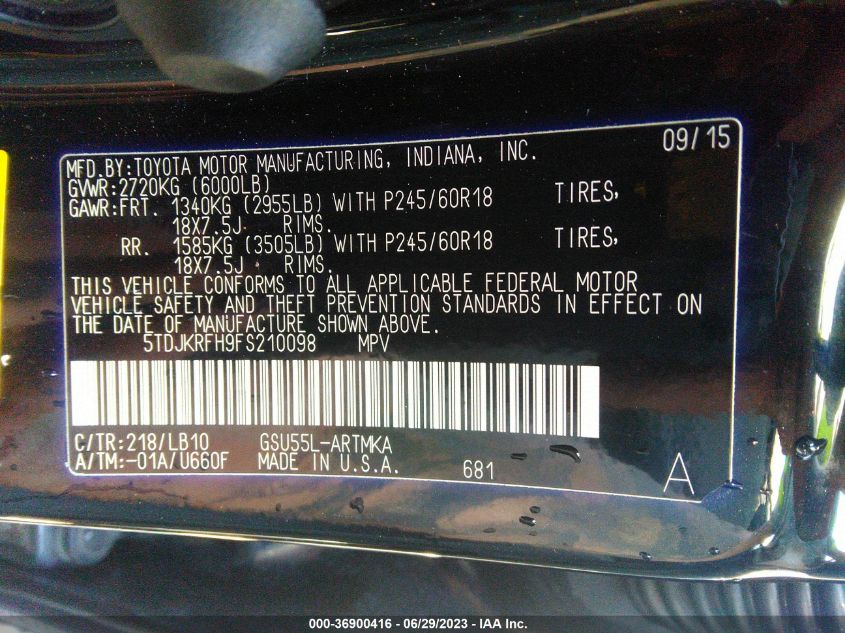 09/15
MFD.BY:TOYOTA MOTOR MANUFACTURING, INDIANA, INC.
GVWR:2720KG (6000LB)
GAWR:FRT. 1340KG (2955LB) WITH P245/60R18 TIRES,
18X7.5J RIMS.
RR. 1585KG (3505LB) WITH P245/60R18 TIRES,
18X7.5J RIMS.
THIS VEHICLE CONFORMS TO ALL APPLICABLE FEDERAL MOTOR
VEHICLE SAFETY AND THEFT PREVENTION STANDARDS IN EFFECT ON
THE DATE OF MANUFACTURE SHOWN ABOVE.
5TDJKRFH9FS210098 MPV
C/TR:218/LB10 GSU55L-ARTMKA
A/TM:-01A/U660F MADE IN U.S.A. 681 A
000-36900416 - 06/29/2023 - IAA Inc.